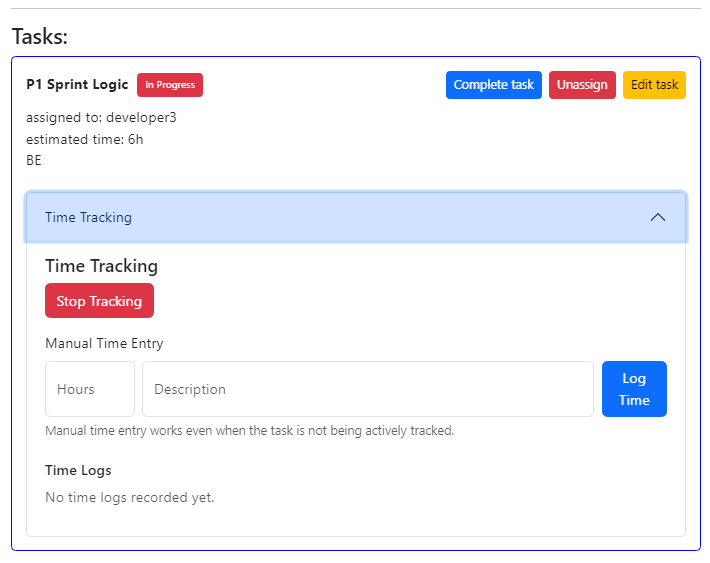 Tasks:
P1 Sprint Logic In Progress Complete task Unassign Edit task
assigned to: developer3
estimated time: 6h
BE
Time Tracking
Time Tracking
Stop Tracking
Manual Time Entry
Hours Description Log Time
Manual time entry works even when the task is not being actively tracked.
Time Logs
No time logs recorded yet.